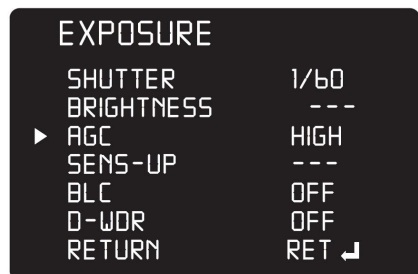 EXPOSURE
SHUTTER 1/60
BRIGHTNESS ---
AGC HIGH
SENS-UP ---
BLC OFF
D-WDR OFF
RETURN RET